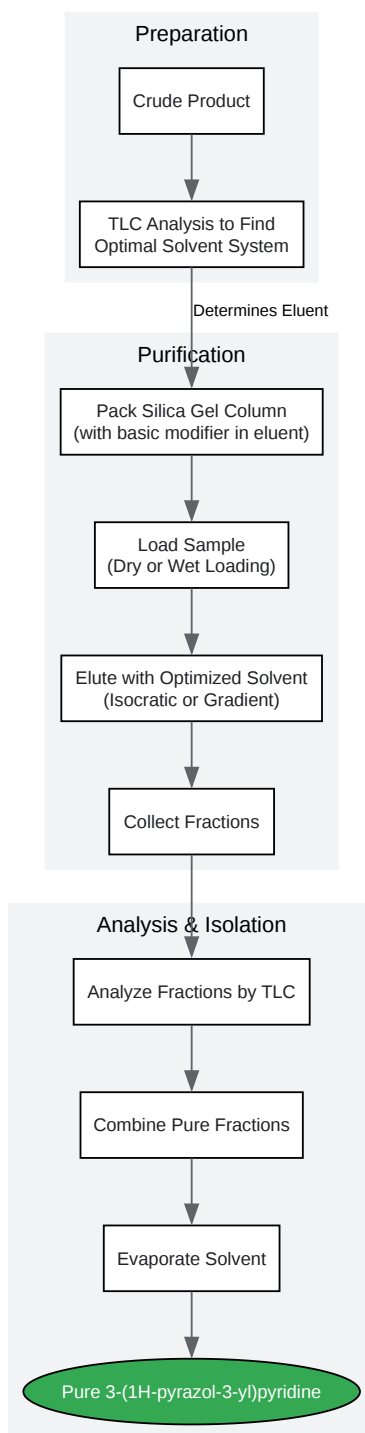 Preparation
Crude Product
TLC Analysis to Find
Optimal Solvent System
Determines Eluent
Purification
Pack Silica Gel Column
(with basic modifier in eluent)
Load Sample
(Dry or Wet Loading)
Elute with Optimized Solvent
(Isocratic or Gradient)
Collect Fractions
Analysis & Isolation
Analyze Fractions by TLC
Combine Pure Fractions
Evaporate Solvent
Pure 3-(1H-pyrazol-3-yl)pyridine